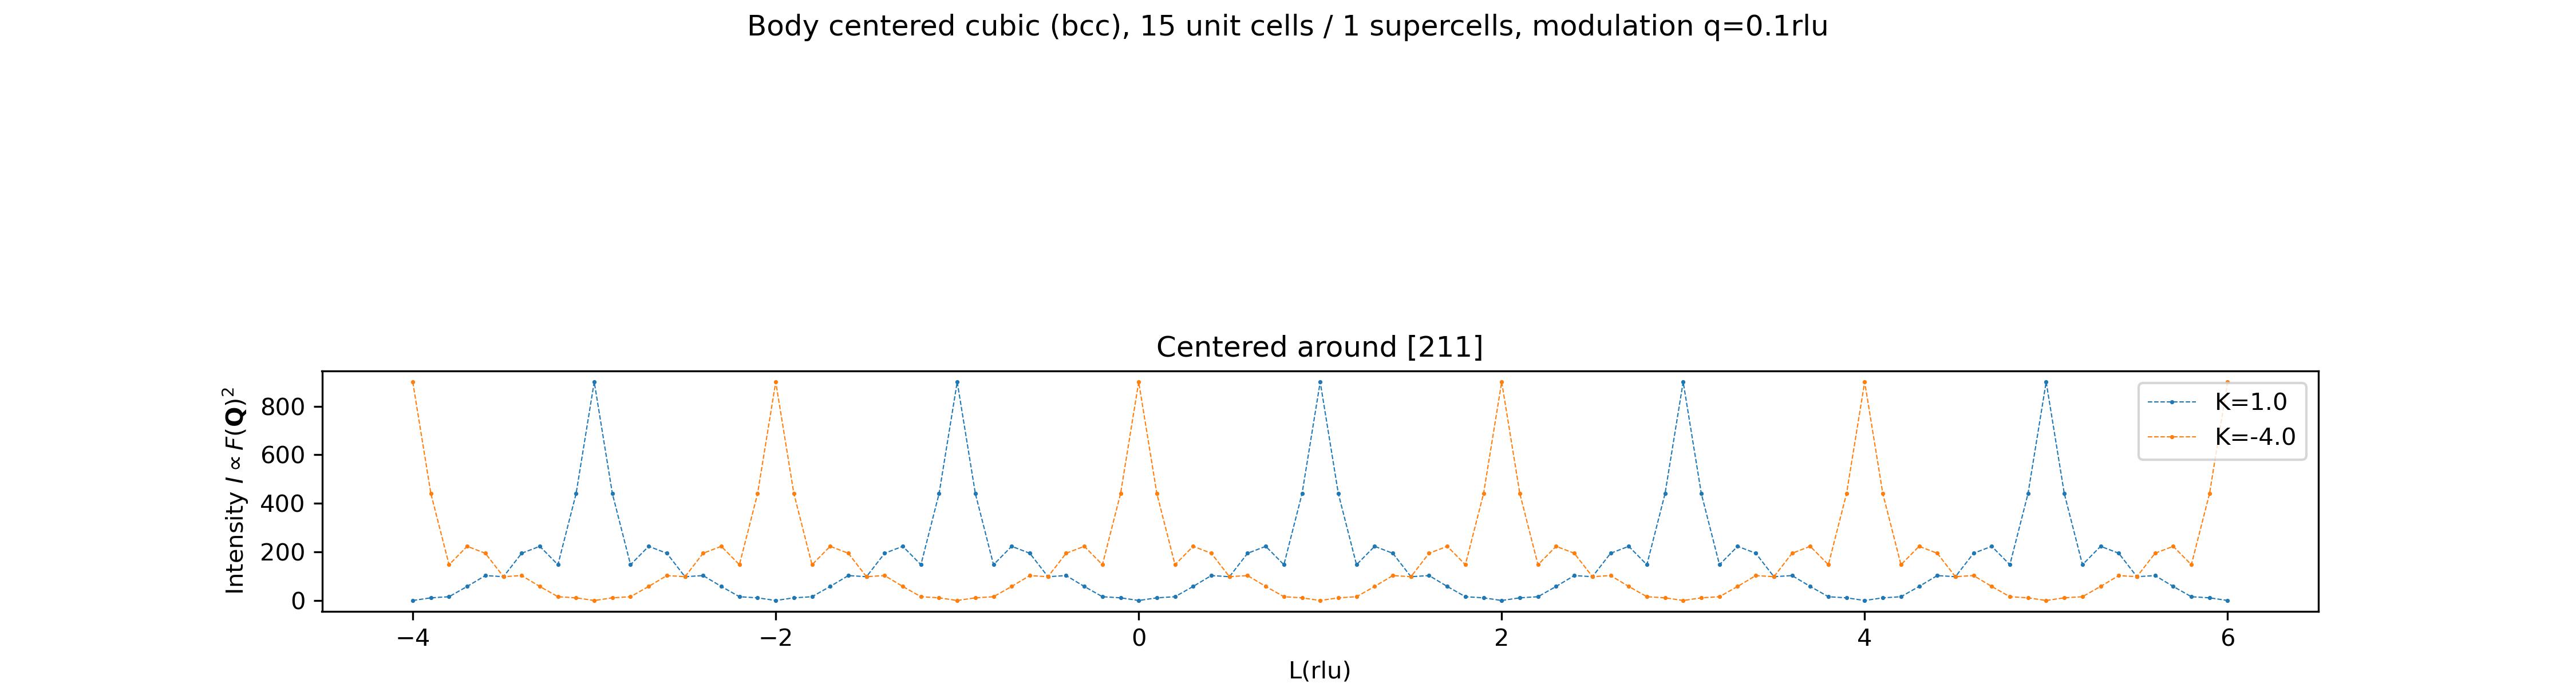 Body centered cubic (bcc), 15 unit cells / 1 supercells, modulation q=0.1rlu
Centered around [211]
Intensity I ∝ F(Q)²
800
600
400
200
0
K=1.0
K=-4.0
−4
−2
0
2
4
6
L(rlu)